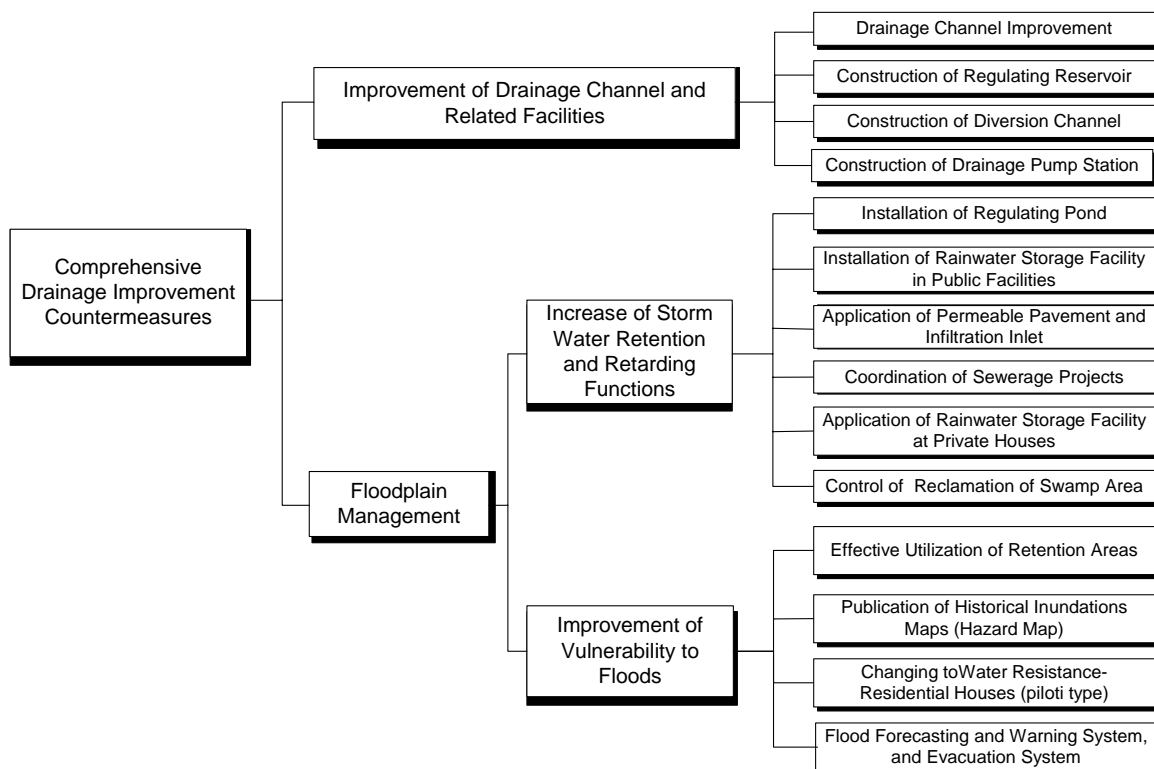 Comprehensive
Drainage Improvement
Countermeasures
Improvement of Drainage Channel and
Related Facilities
Drainage Channel Improvement
Construction of Regulating Reservoir
Construction of Diversion Channel
Construction of Drainage Pump Station
Floodplain
Management
Increase of Storm
Water Retention
and Retarding
Functions
Installation of Regulating Pond
Installation of Rainwater Storage Facility
in Public Facilities
Application of Permeable Pavement and
Infiltration Inlet
Coordination of Sewerage Projects
Application of Rainwater Storage Facility
at Private Houses
Control of Reclamation of Swamp Area
Improvement of
Vulnerability to
Floods
Effective Utilization of Retention Areas
Publication of Historical Inundations
Maps (Hazard Map)
Changing toWater Resistance-
Residential Houses (piloti type)
Flood Forecasting and Warning System,
and Evacuation System